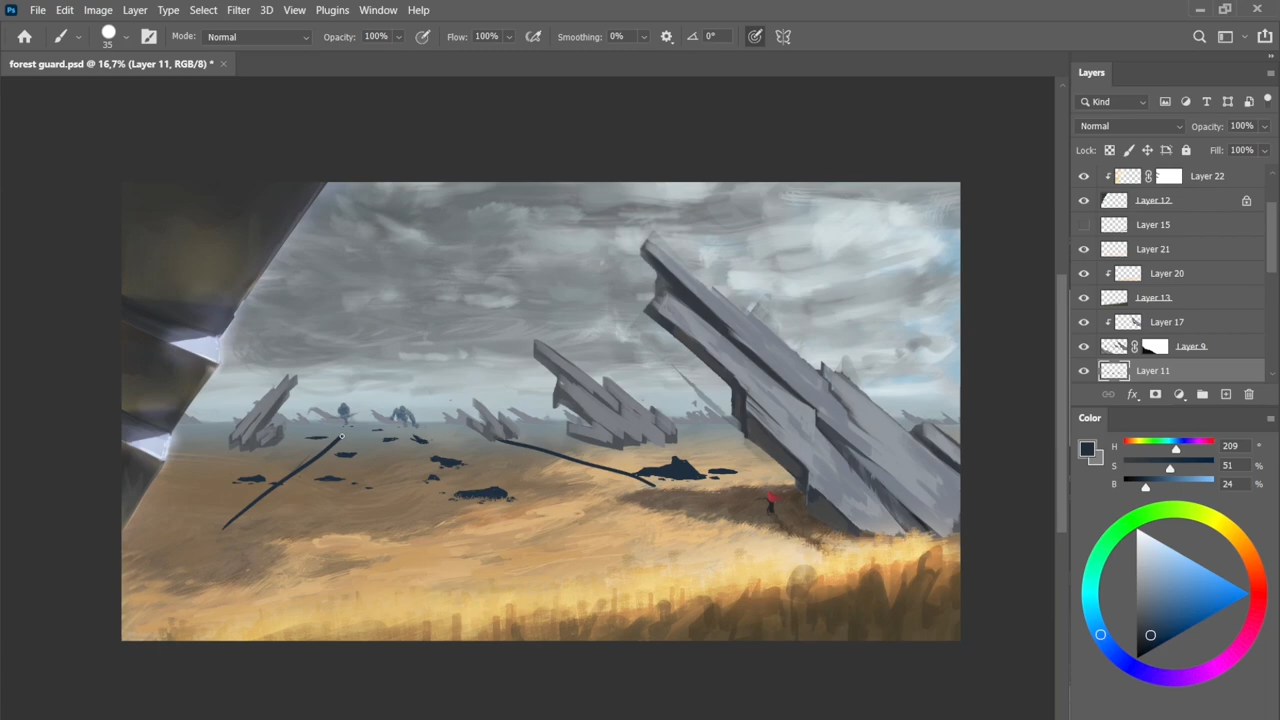 Ps File Edit Image Layer Type Select Filter 3D View Plugins Window Help
35 Mode: Normal Opacity: 100% Flow: 100% Smoothing: 0% 0°
forest guard.psd @ 16,7% (Layer 11, RGB/8) * ×
Layers
Kind
Normal Opacity: 100%
Lock: Fill: 100%
Layer 22
Layer 12
Layer 15
Layer 21
Layer 20
Layer 13
Layer 17
Layer 9
Layer 11
fx
Color
H 209 °
S 51 %
B 24 %